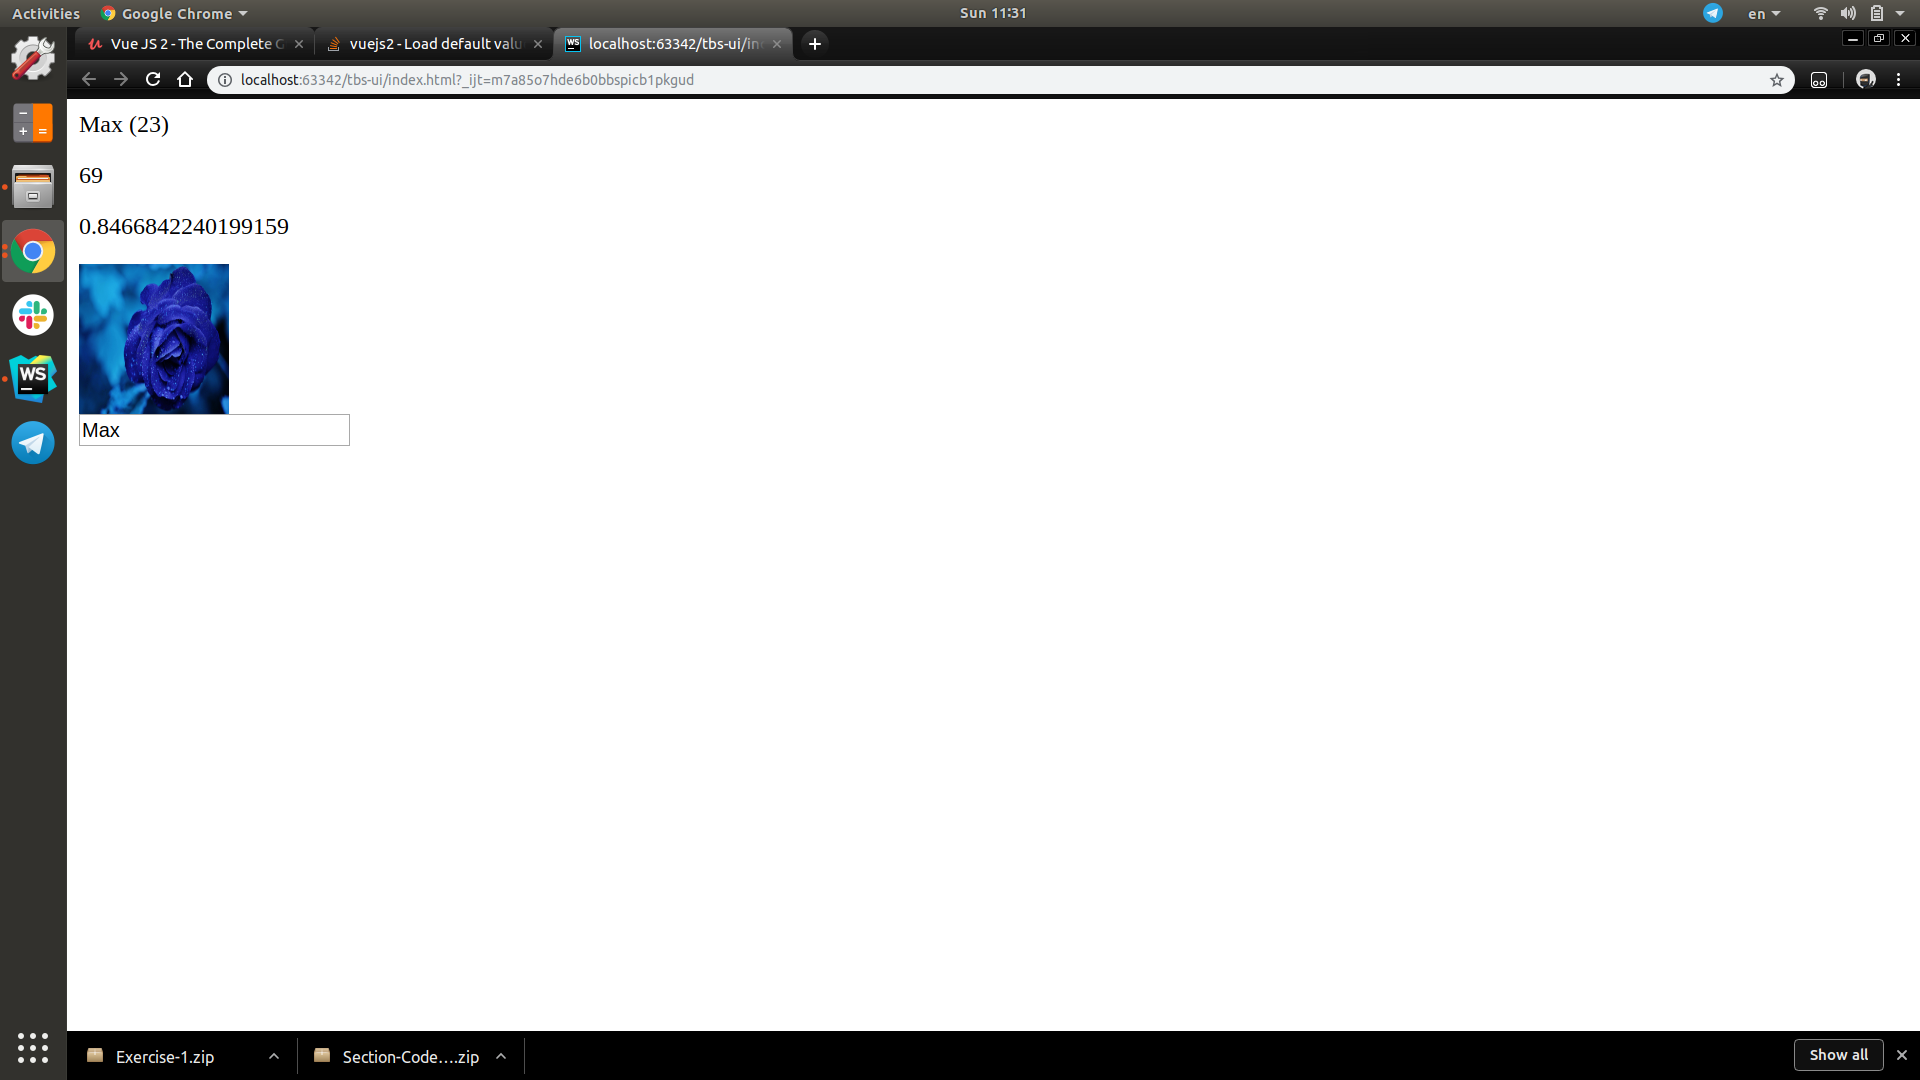 Activities Google Chrome Sun 11:31 en
Vue JS 2 - The Complete G vuejs2 - Load default valu WS localhost:63342/tbs-ui/in
localhost:63342/tbs-ui/index.html?_ijt=m7a85o7hde6b0bbspicb1pkgud
Max (23)
69
0.8466842240199159
Max
WS
Exercise-1.zip Section-Code....zip Show all